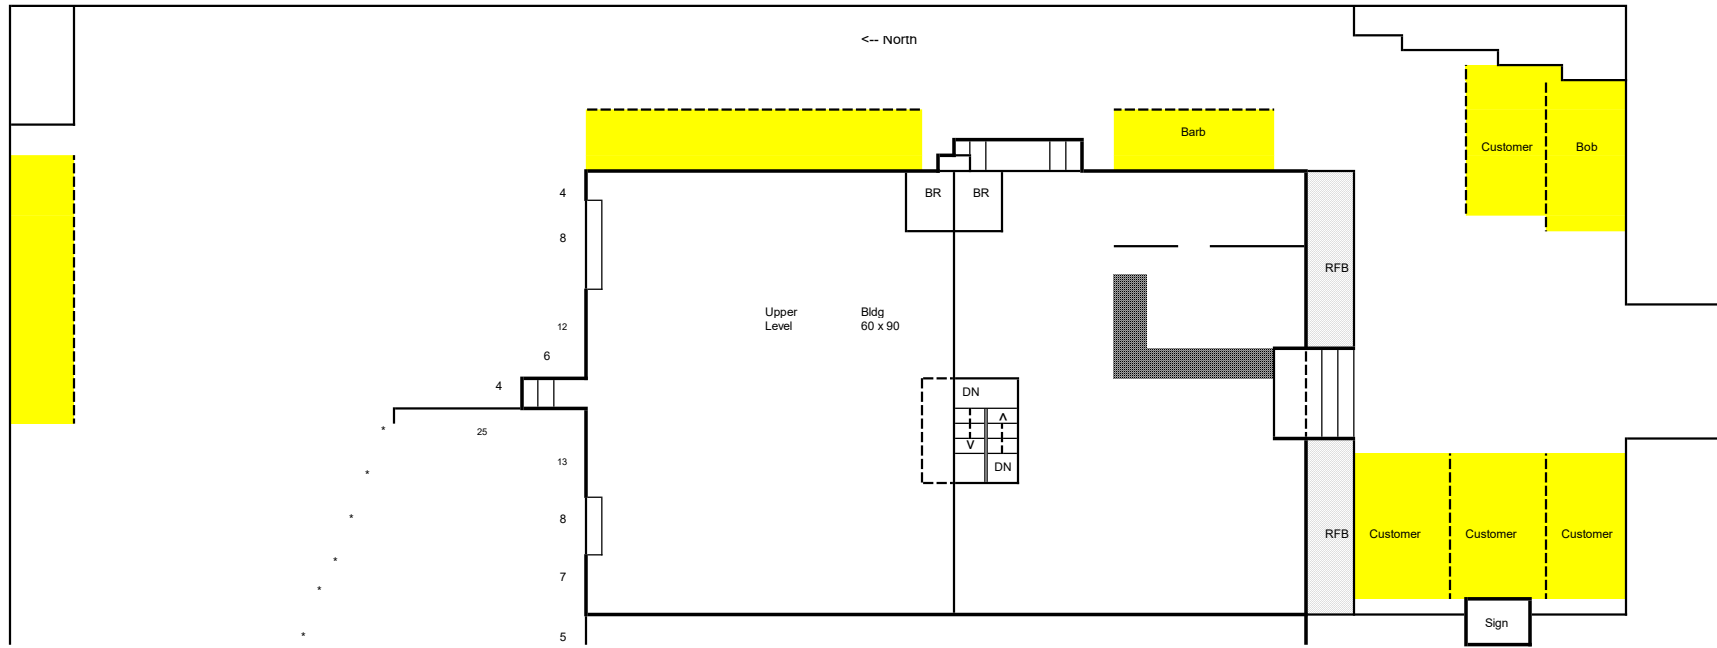 <-- North
Barb
Customer
Bob
4
BR
BR
8
RFB
Upper
Level
Bldg
60 x 90
12
6
4
DN
25
<
>
DN
13
8
RFB
Customer
Customer
Customer
7
Sign
5
*
*
*
*
*
*